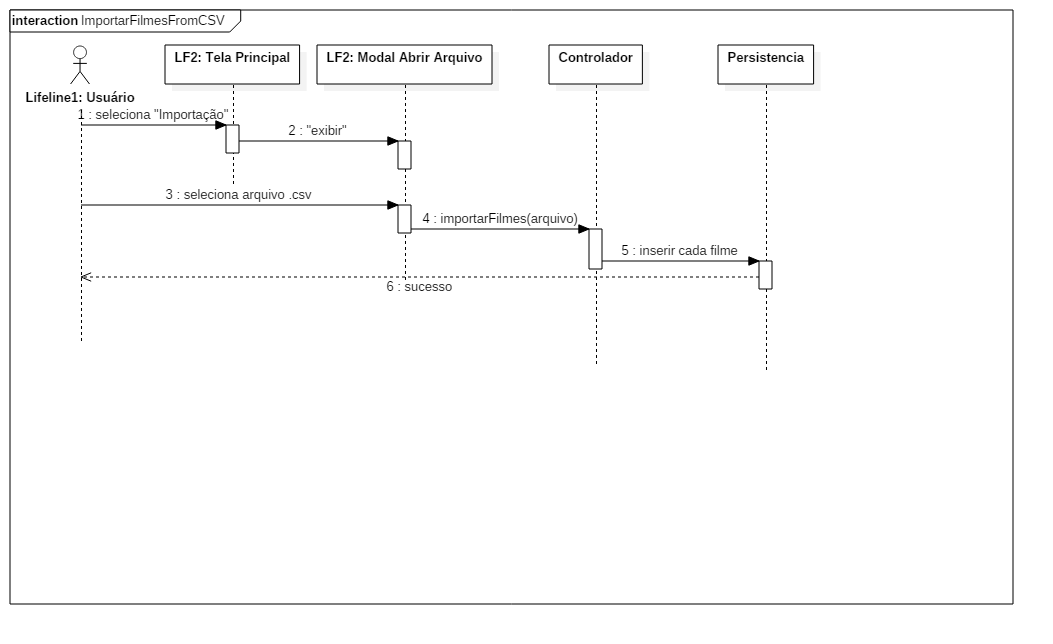 interaction ImportarFilmesFromCSV
LF2: Tela Principal
LF2: Modal Abrir Arquivo
Controlador
Persistencia
Lifeline1: Usuário
1 : seleciona "Importação"
2 : "exibir"
3 : seleciona arquivo .csv
4 : importarFilmes(arquivo)
5 : inserir cada filme
6 : sucesso